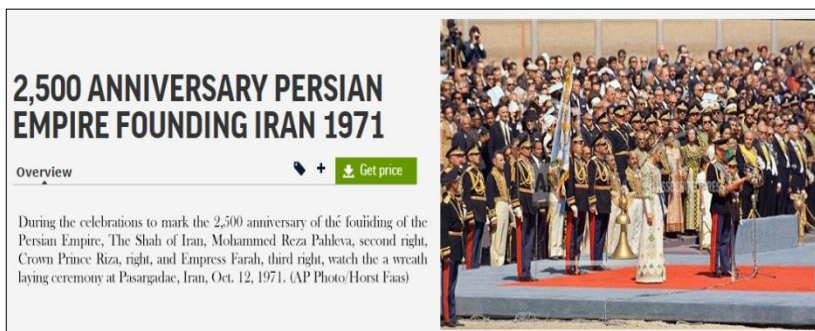 2,500 ANNIVERSARY PERSIAN
EMPIRE FOUNDING IRAN 1971
Overview
+
Get price
During the celebrations to mark the 2,500 anniversary of thé founding of the
Persian Empire, The Shah of Iran, Mohammed Reza Pahleva, second right,
Crown Prince Riza, right, and Empress Farah, third right, watch the a wreath
laying ceremony at Pasargadae, Iran, Oct. 12, 1971. (AP Photo/Horst Faas)